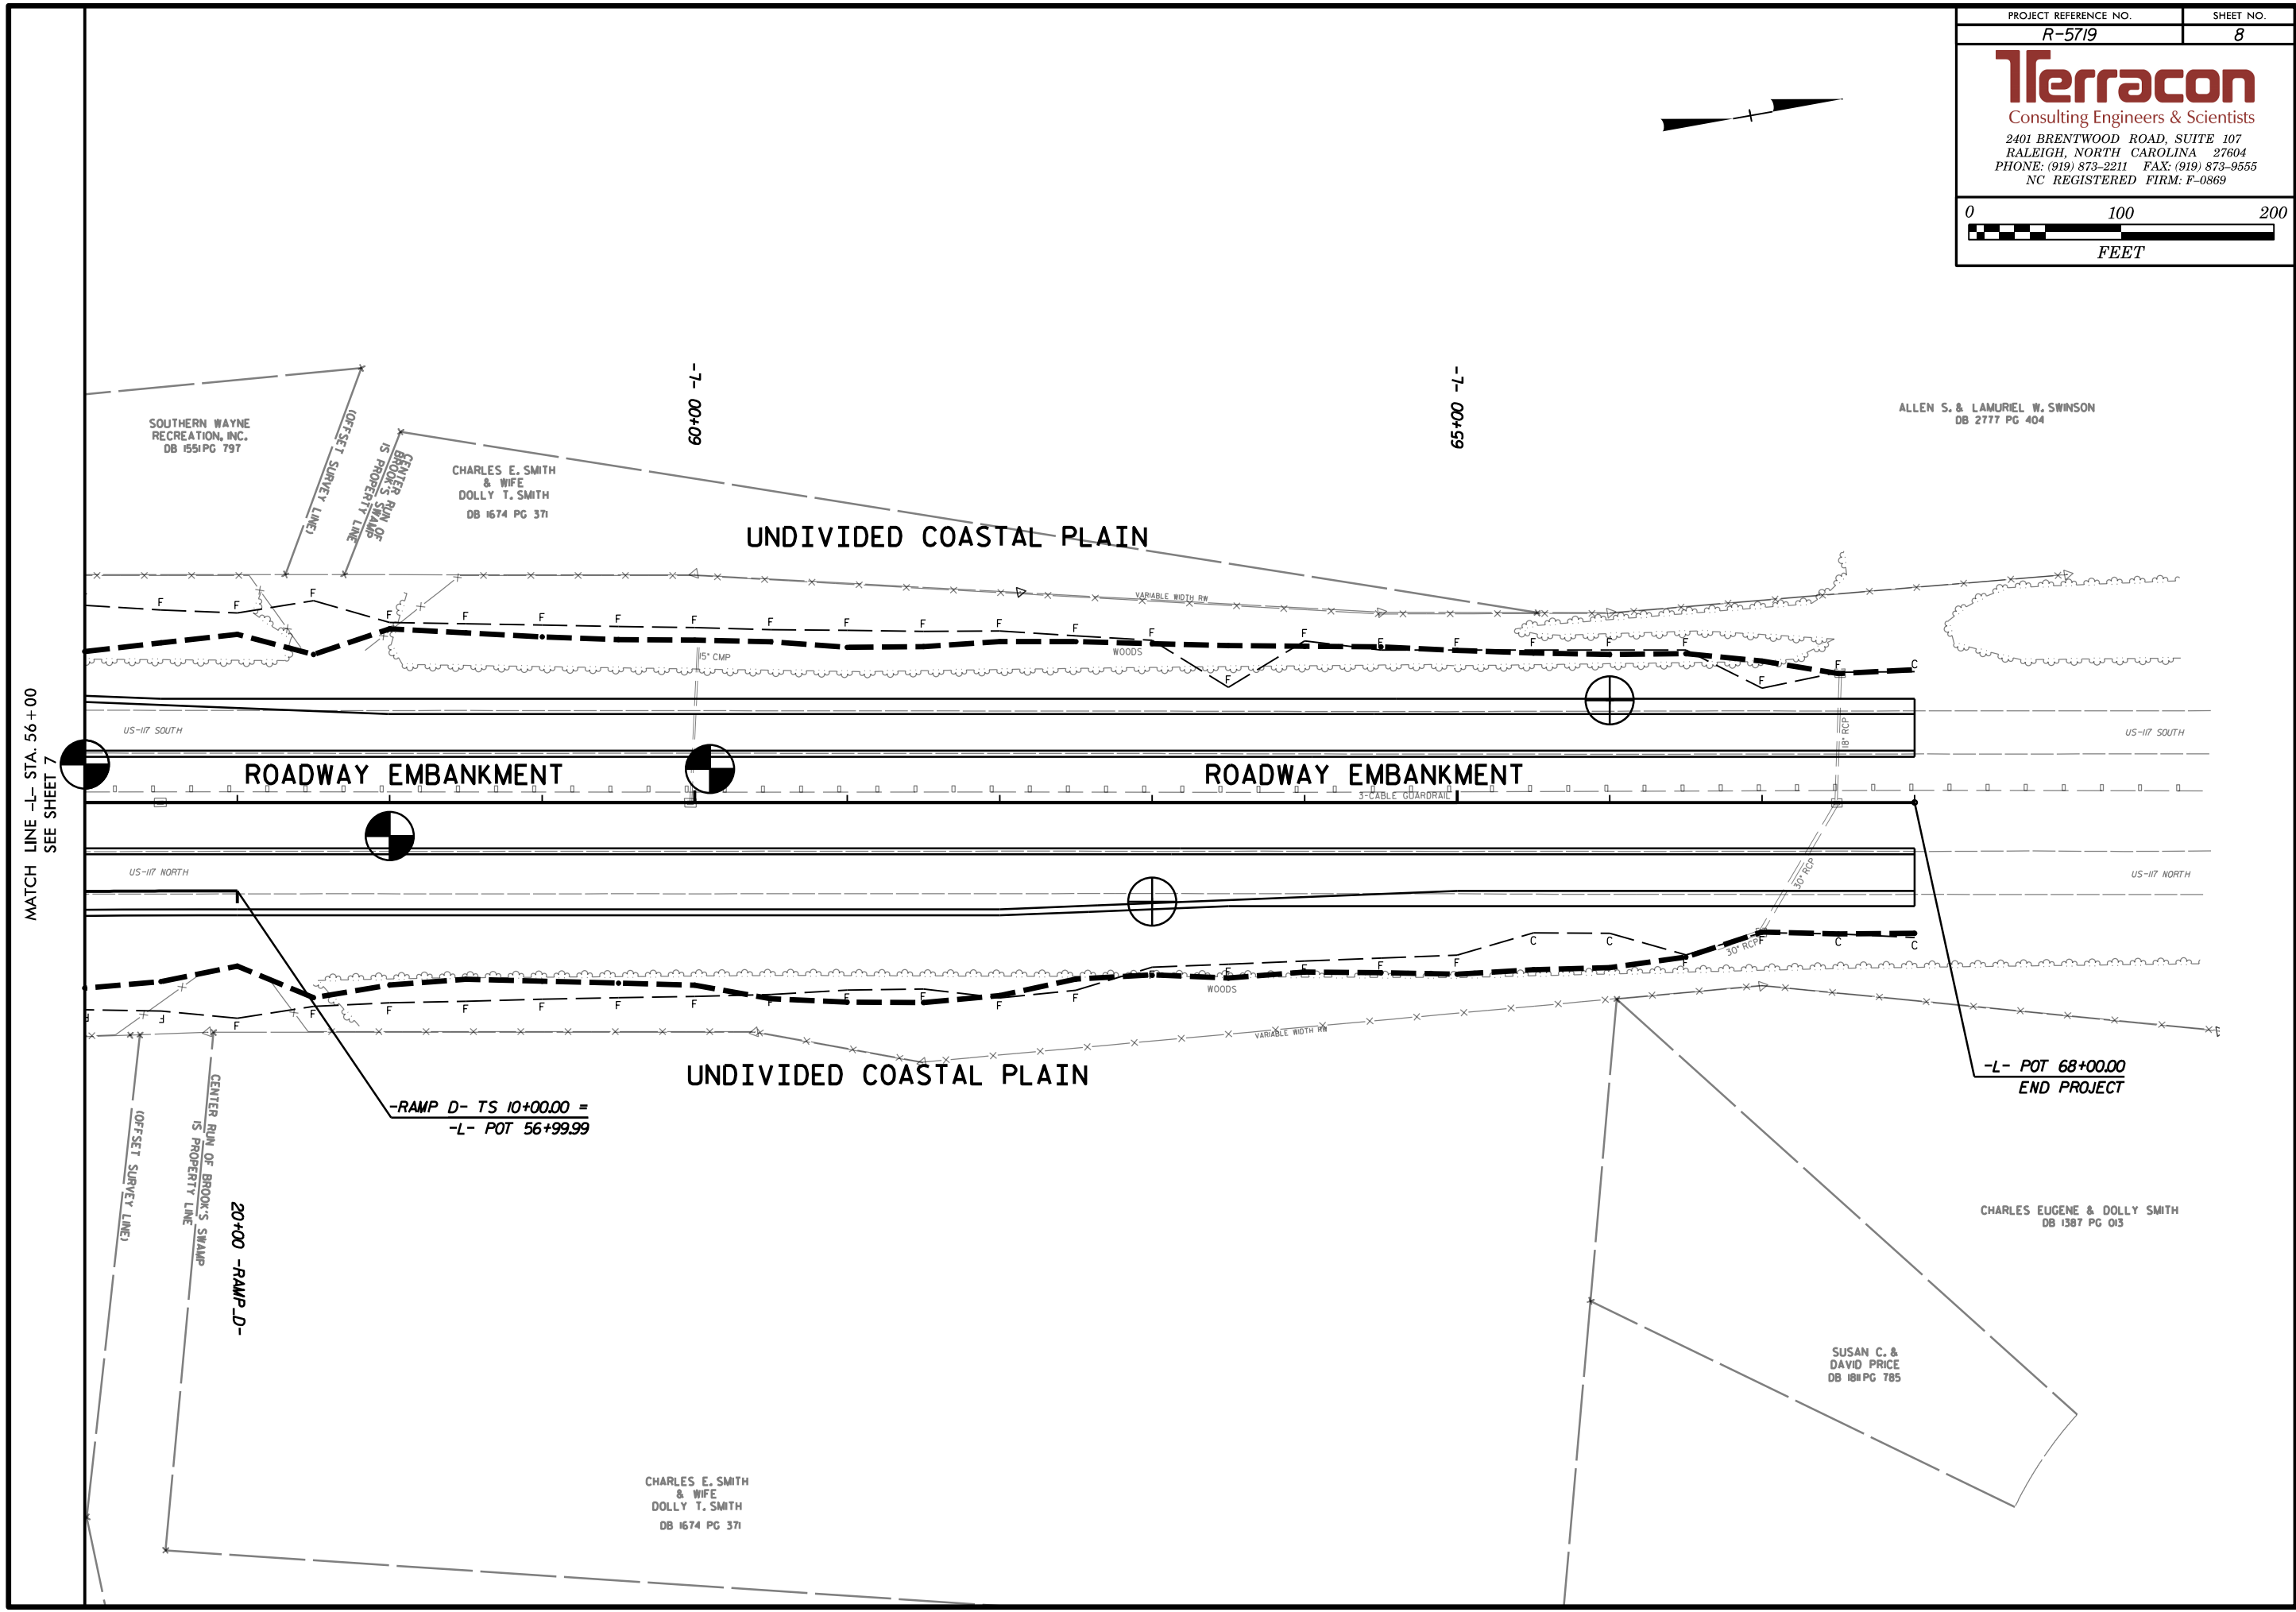 PROJECT REFERENCE NO.
SHEET NO.
R-5719
8
Terracon
Consulting Engineers & Scientists
2401 BRENTWOOD ROAD, SUITE 107
RALEIGH, NORTH CAROLINA 27604
PHONE: (919) 873-2211 FAX: (919) 873-9555
NC REGISTERED FIRM: F-0869
0 100 200
FEET
MATCH LINE -L- STA. 56+00
SEE SHEET 7
SOUTHERN WAYNE
RECREATION, INC.
DB 1551 PG 797
(OFFSET SURVEY LINE)
CENTER RUN OF
BROOK'S SWAMP
IS PROPERTY LINE
CHARLES E. SMITH
& WIFE
DOLLY T. SMITH
DB 1674 PG 371
60+00 -L-
65+00 -L-
ALLEN S. & LAMURIEL W. SWINSON
DB 2777 PG 404
UNDIVIDED COASTAL PLAIN
VARIABLE WIDTH RW
F F F F F F F F F F F F F F F F F F F F F F F C
WOODS
15" CMP
18" RCP
US-117 SOUTH
US-117 SOUTH
ROADWAY EMBANKMENT
ROADWAY EMBANKMENT
3-CABLE GUARDRAIL
US-117 NORTH
US-117 NORTH
30" RCP
30" RCP
F F F F F F F F F F F F F F F F F F F C C F F C C
WOODS
VARIABLE WIDTH RW
UNDIVIDED COASTAL PLAIN
-L- POT 68+00.00
END PROJECT
-RAMP D- TS 10+00.00 =
-L- POT 56+99.99
(OFFSET SURVEY LINE)
CENTER RUN OF BROOK'S SWAMP
IS PROPERTY LINE
20+00 -RAMP_D-
CHARLES EUGENE & DOLLY SMITH
DB 1387 PG 013
SUSAN C. &
DAVID PRICE
DB 1811 PG 785
CHARLES E. SMITH
& WIFE
DOLLY T. SMITH
DB 1674 PG 371